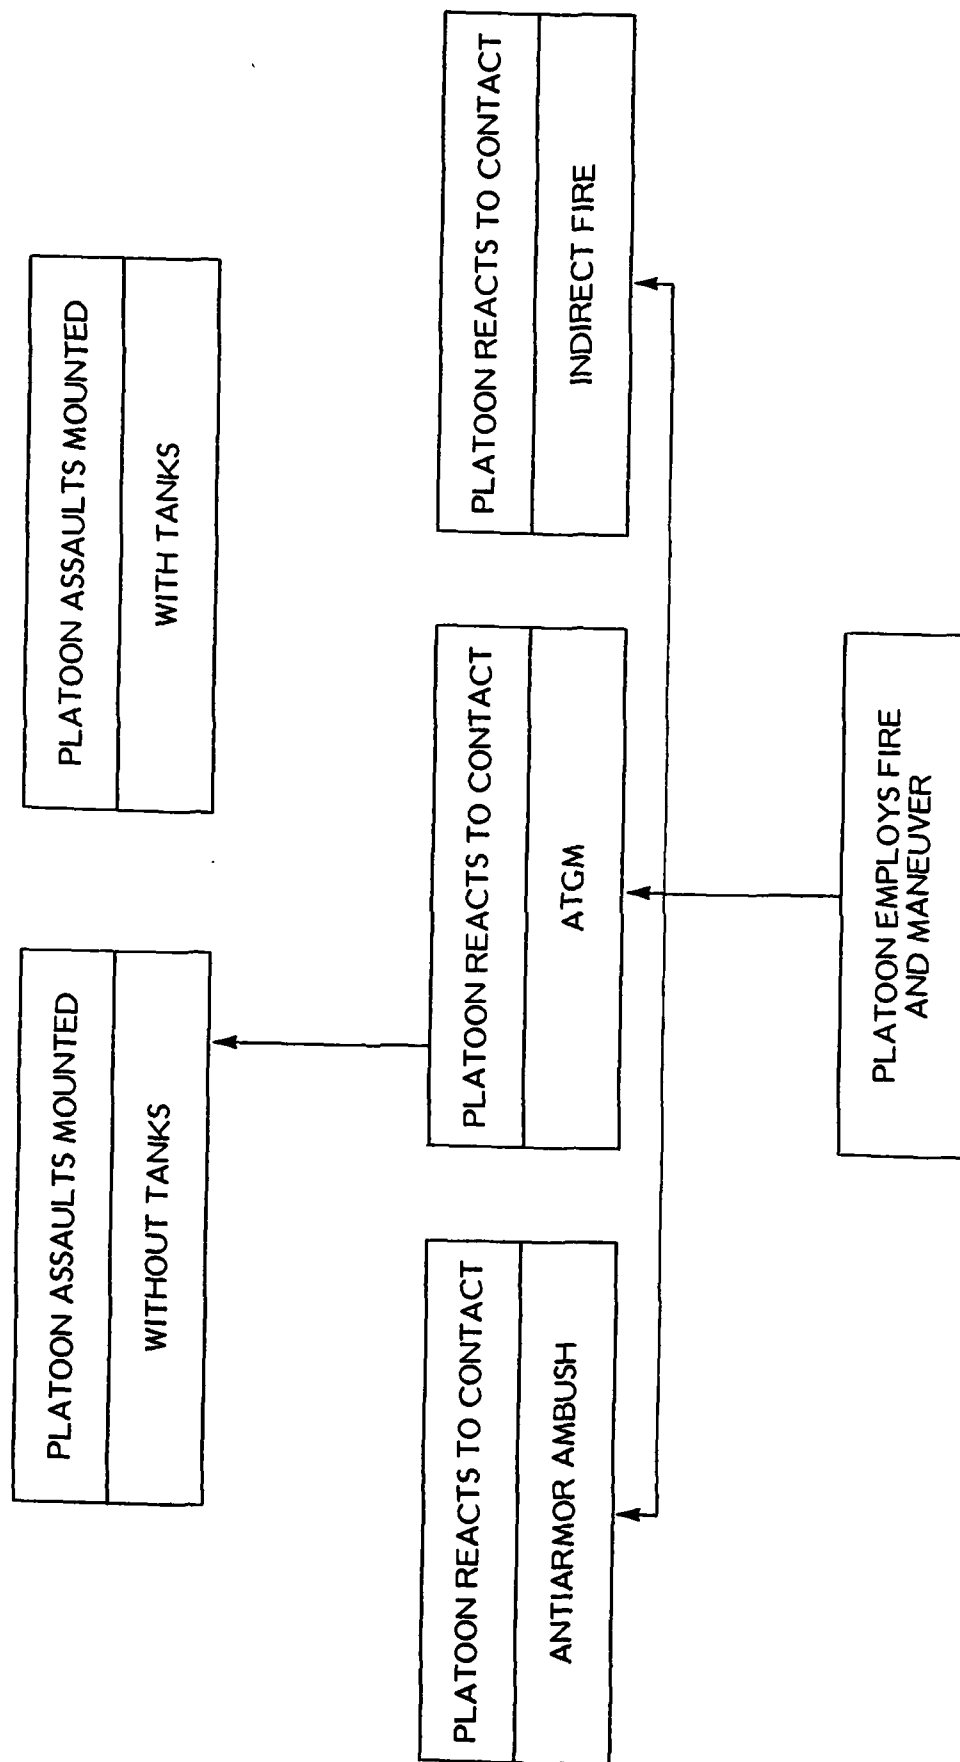 PLATOON ASSAULTS MOUNTED
WITHOUT TANKS
PLATOON ASSAULTS MOUNTED
WITH TANKS
PLATOON REACTS TO CONTACT
ANTIARMOR AMBUSH
PLATOON REACTS TO CONTACT
ATGM
PLATOON REACTS TO CONTACT
INDIRECT FIRE
PLATOON EMPLOYS FIRE
AND MANEUVER